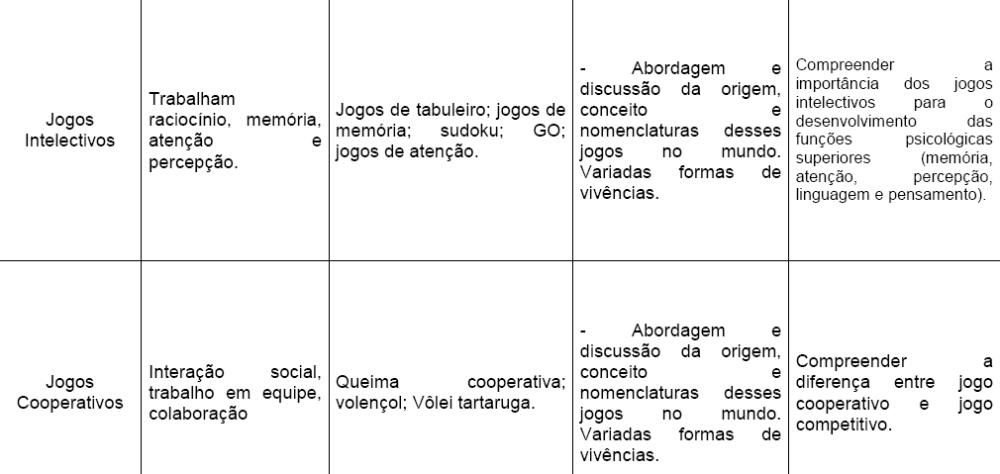 Jogos
Intelectivos
Trabalham
raciocínio, memória,
atenção e
percepção.
Jogos de tabuleiro; jogos de
memória; sudoku; GO;
jogos de atenção.
- Abordagem e
discussão da origem,
conceito e
nomenclaturas desses
jogos no mundo.
Variadas formas de
vivências.
Compreender a
importância dos jogos
intelectivos para o
desenvolvimento das
funções psicológicas
superiores (memória,
atenção, percepção,
linguagem e pensamento).
Jogos
Cooperativos
Interação social,
trabalho em equipe,
colaboração
Queima cooperativa;
volençol; Vôlei tartaruga.
- Abordagem e
discussão da origem,
conceito e
nomenclaturas desses
jogos no mundo.
Variadas formas de
vivências.
Compreender a
diferença entre jogo
cooperativo e jogo
competitivo.